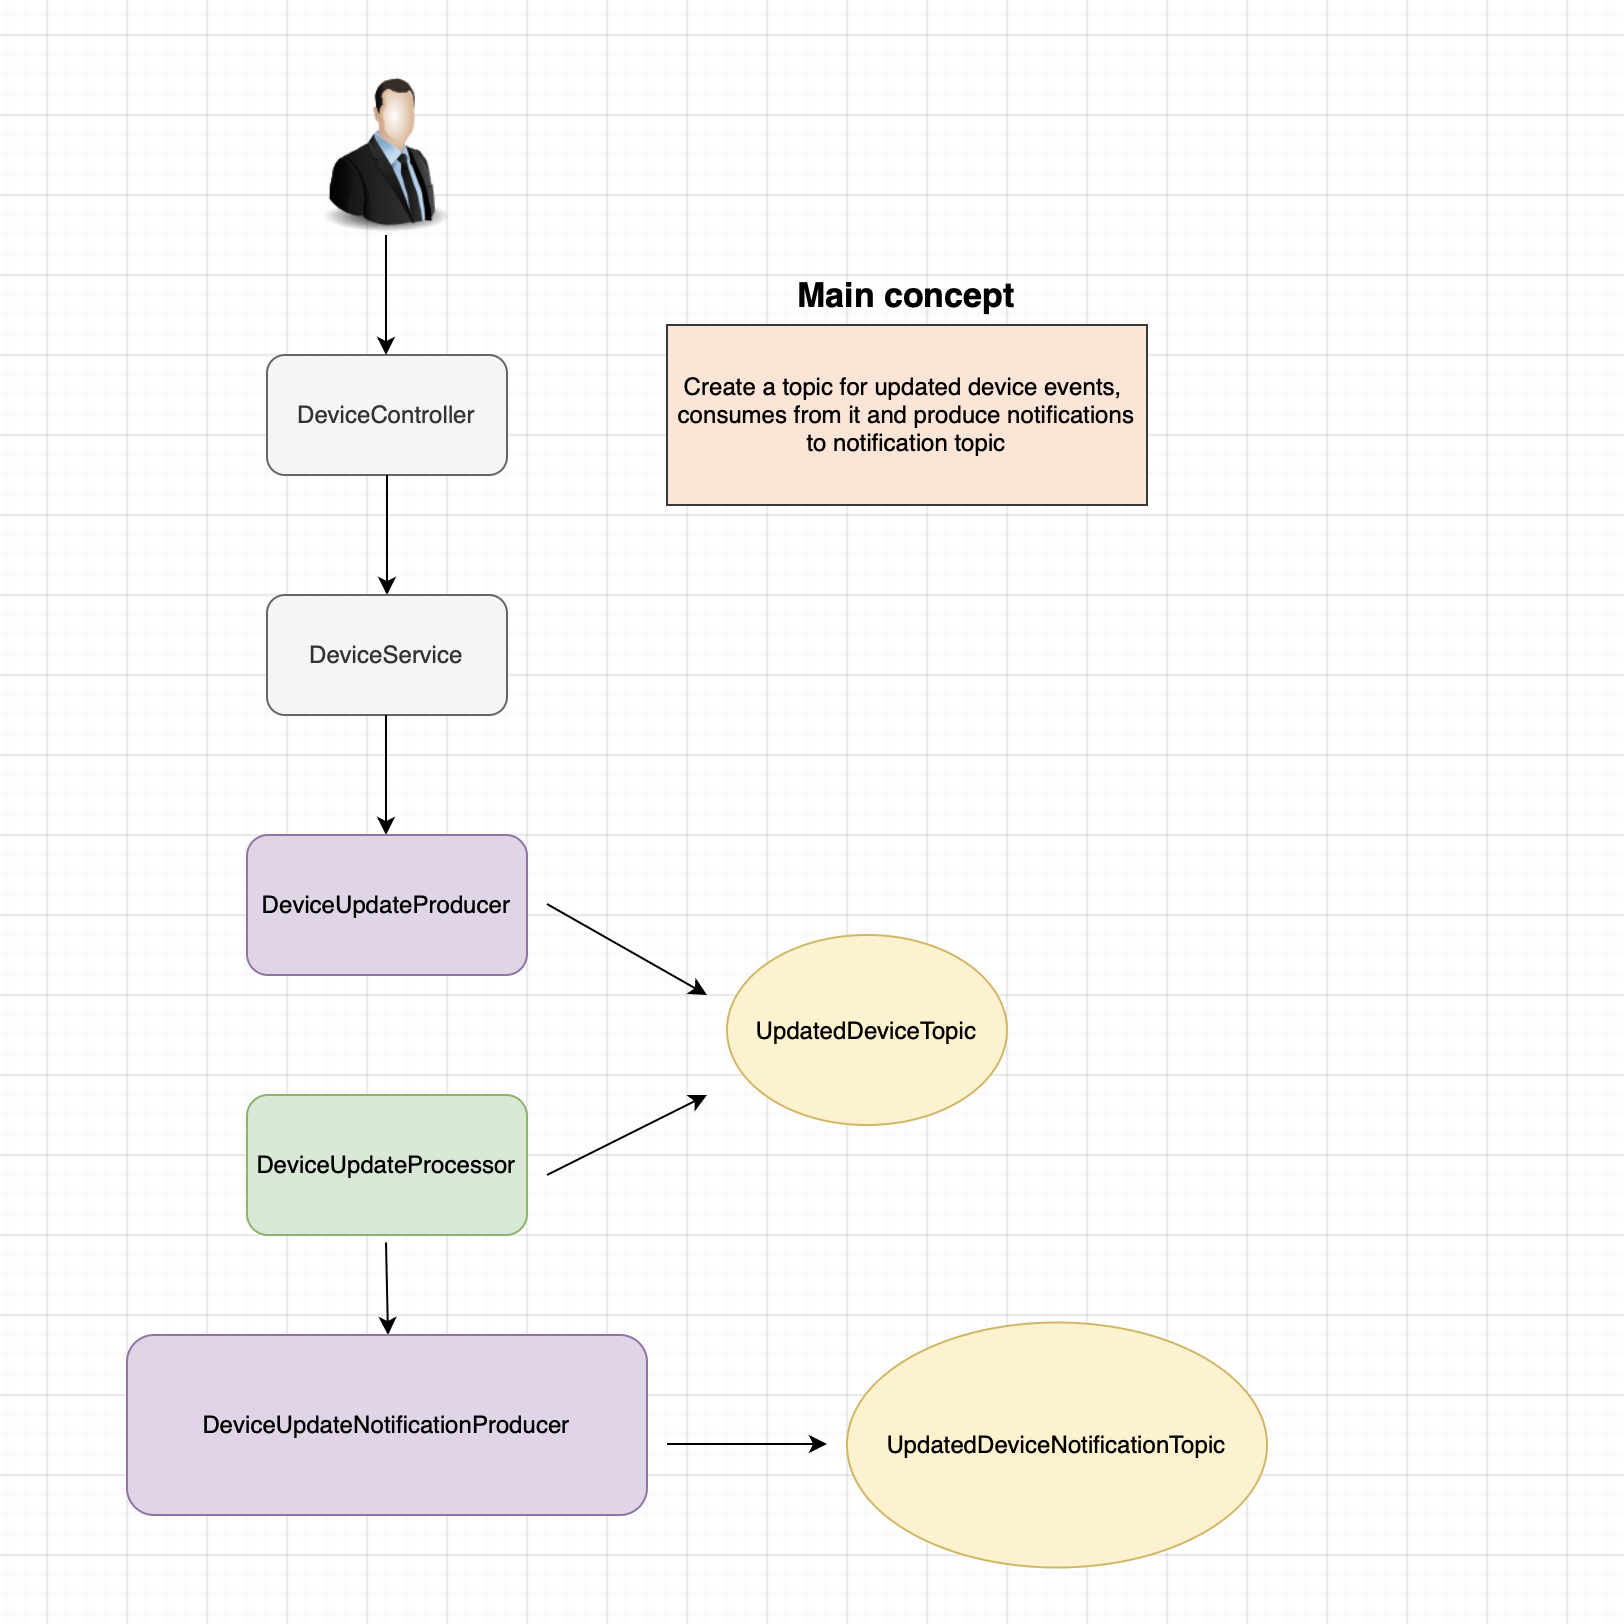 Main concept
Create a topic for updated device events,
consumes from it and produce notifications
to notification topic
DeviceController
DeviceService
DeviceUpdateProducer
UpdatedDeviceTopic
DeviceUpdateProcessor
DeviceUpdateNotificationProducer
UpdatedDeviceNotificationTopic